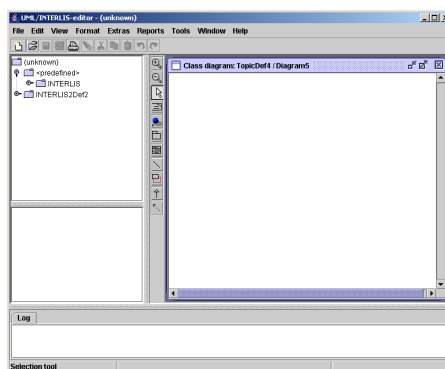 UML/INTERLIS-editor - (unknown)
File Edit View Format Extras Reports Tools Window Help
(unknown)
<predefined>
INTERLIS
INTERLIS2Def2
Class diagram: TopicDef4 / Diagram5
Log
Selection tool